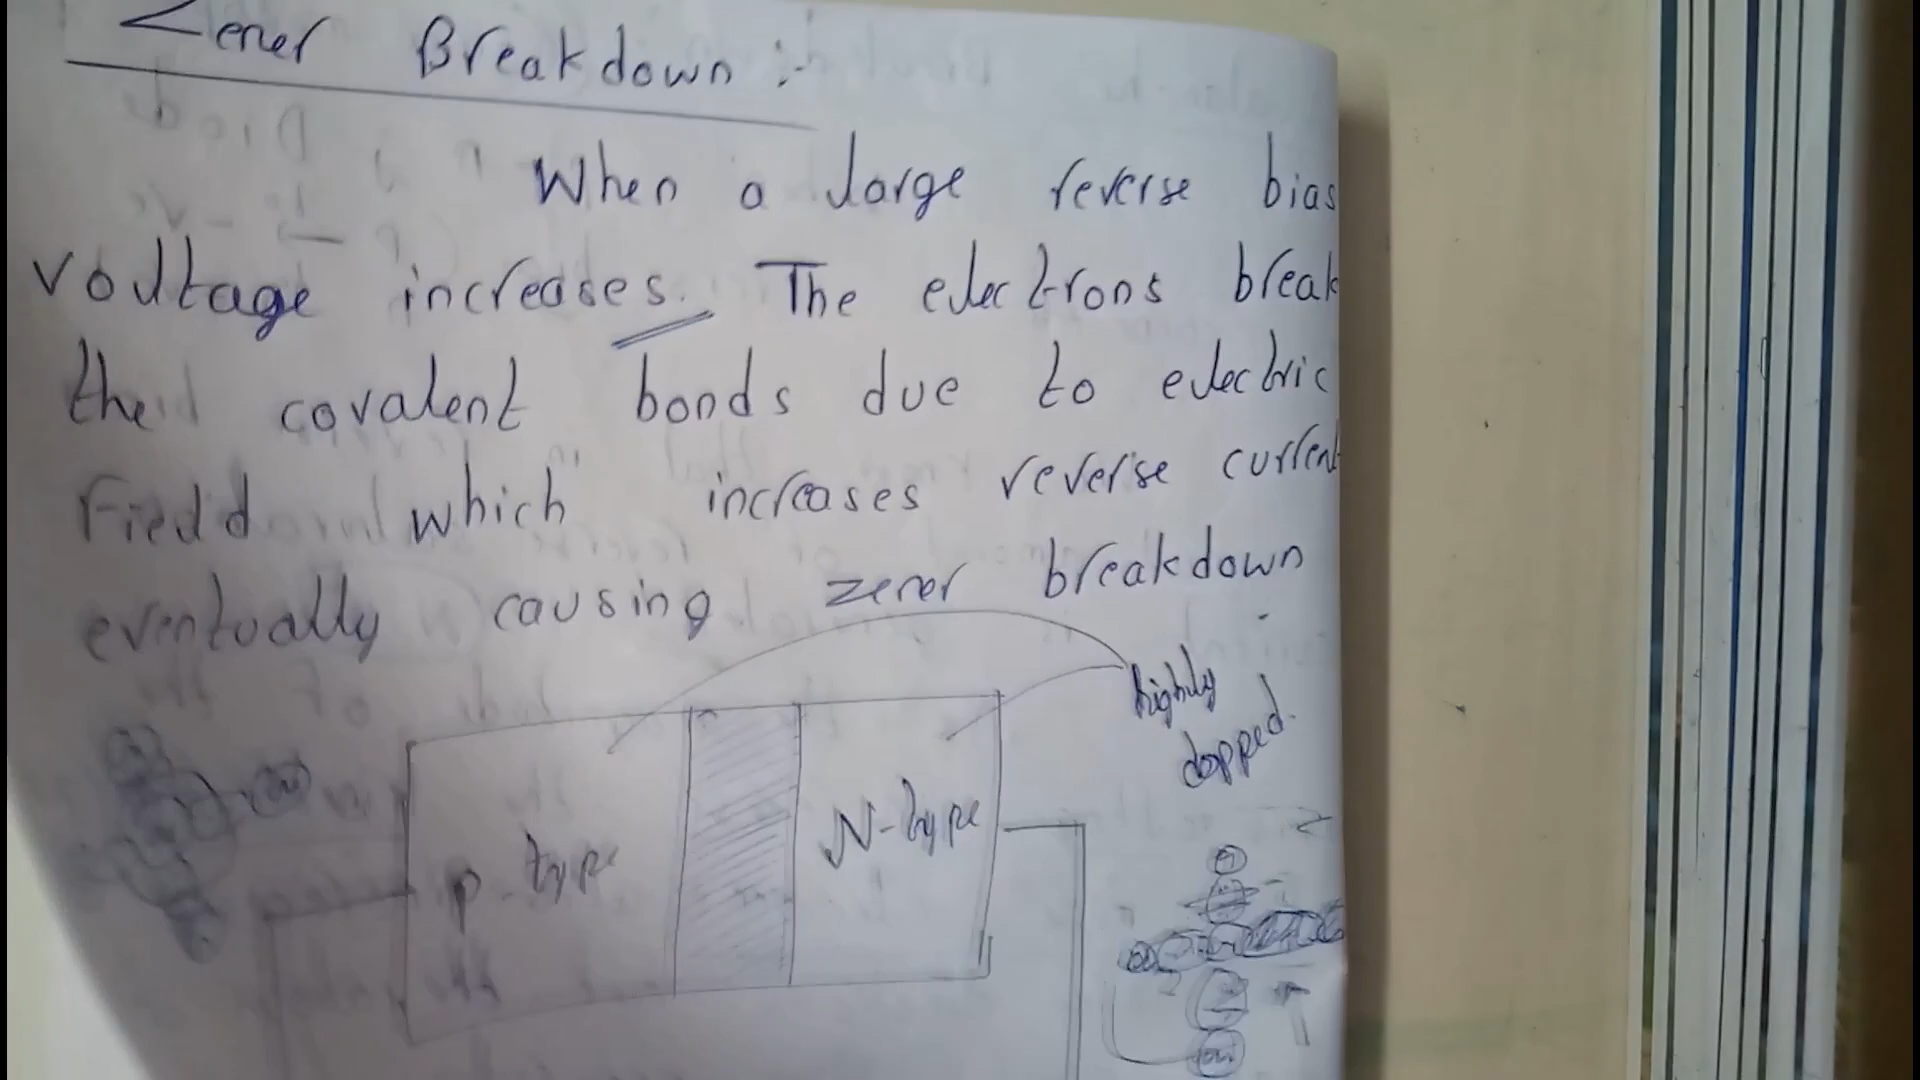 Zener Breakdown :-
When a large reverse bias
voltage increases. The electrons break
the covalent bonds due to electric
Field which increases reverse current
eventually causing zener breakdown
highly
dopped.
P-type
N-type